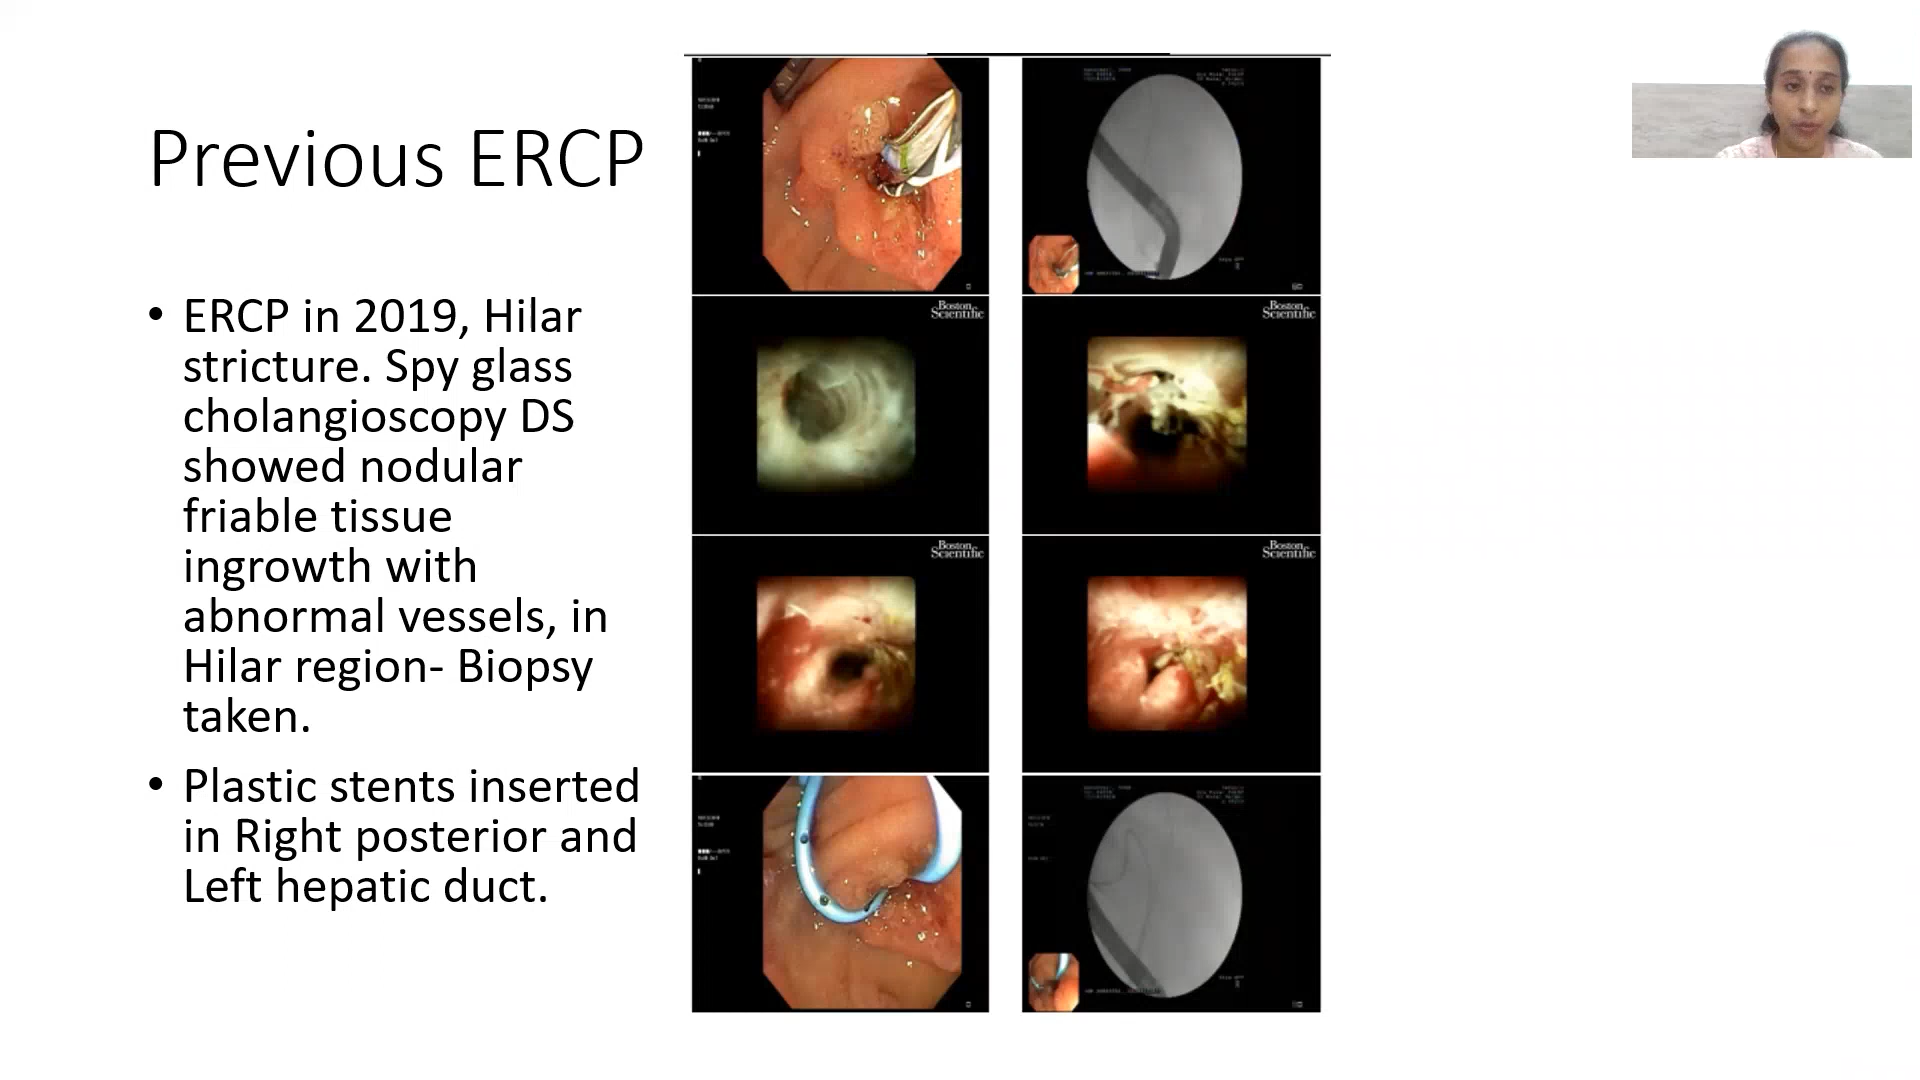 Previous ERCP
• ERCP in 2019, Hilar
stricture. Spy glass
cholangioscopy DS
showed nodular
friable tissue
ingrowth with
abnormal vessels, in
Hilar region- Biopsy
taken.
• Plastic stents inserted
in Right posterior and
Left hepatic duct.
Boston
Scientific
Boston
Scientific
Boston
Scientific
Boston
Scientific